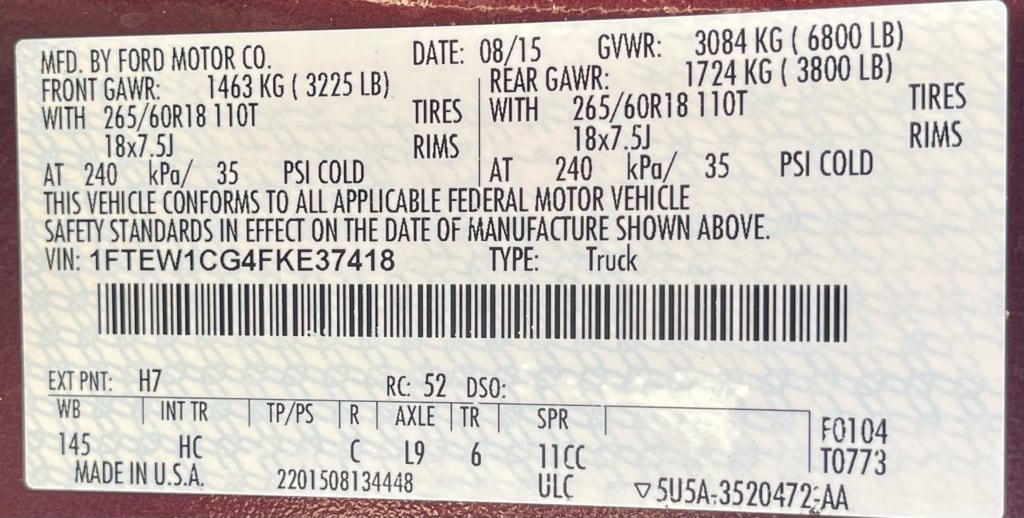 MFD. BY FORD MOTOR CO. DATE: 08/15 GVWR: 3084 KG ( 6800 LB)
FRONT GAWR: 1463 KG ( 3225 LB) REAR GAWR: 1724 KG ( 3800 LB)
WITH 265/60R18 110T TIRES WITH 265/60R18 110T TIRES
18x7.5J RIMS 18x7.5J RIMS
AT 240 kPa/ 35 PSI COLD AT 240 kPa/ 35 PSI COLD
THIS VEHICLE CONFORMS TO ALL APPLICABLE FEDERAL MOTOR VEHICLE
SAFETY STANDARDS IN EFFECT ON THE DATE OF MANUFACTURE SHOWN ABOVE.
VIN: 1FTEW1CG4FKE37418 TYPE: Truck
EXT PNT: H7 RC: 52 DSO:
WB INT TR TP/PS R AXLE TR SPR F0104
145 HC C L9 6 11CC T0773
MADE IN U.S.A. 2201508134448 ULC ▽5U5A-3520472-AA